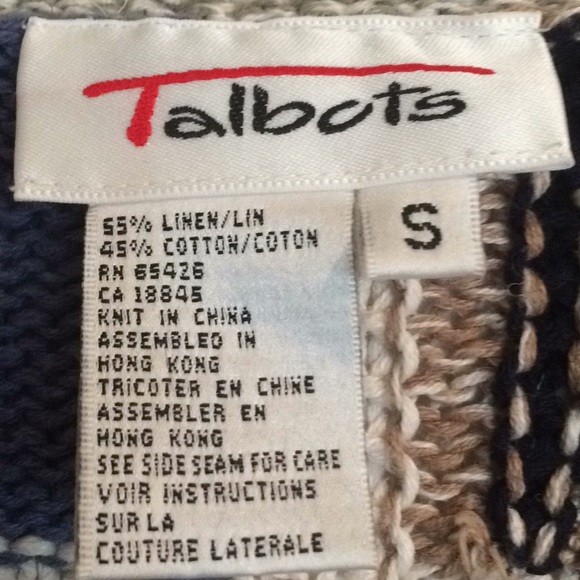 Talbots
S
55% LINEN/LIN
45% COTTON/COTON
RN 65426
CA 18845
KNIT IN CHINA
ASSEMBLED IN
HONG KONG
TRICOTER EN CHINE
ASSEMBLER EN
HONG KONG
SEE SIDE SEAM FOR CARE
VOIR INSTRUCTIONS
SUR LA
COUTURE LATERALE